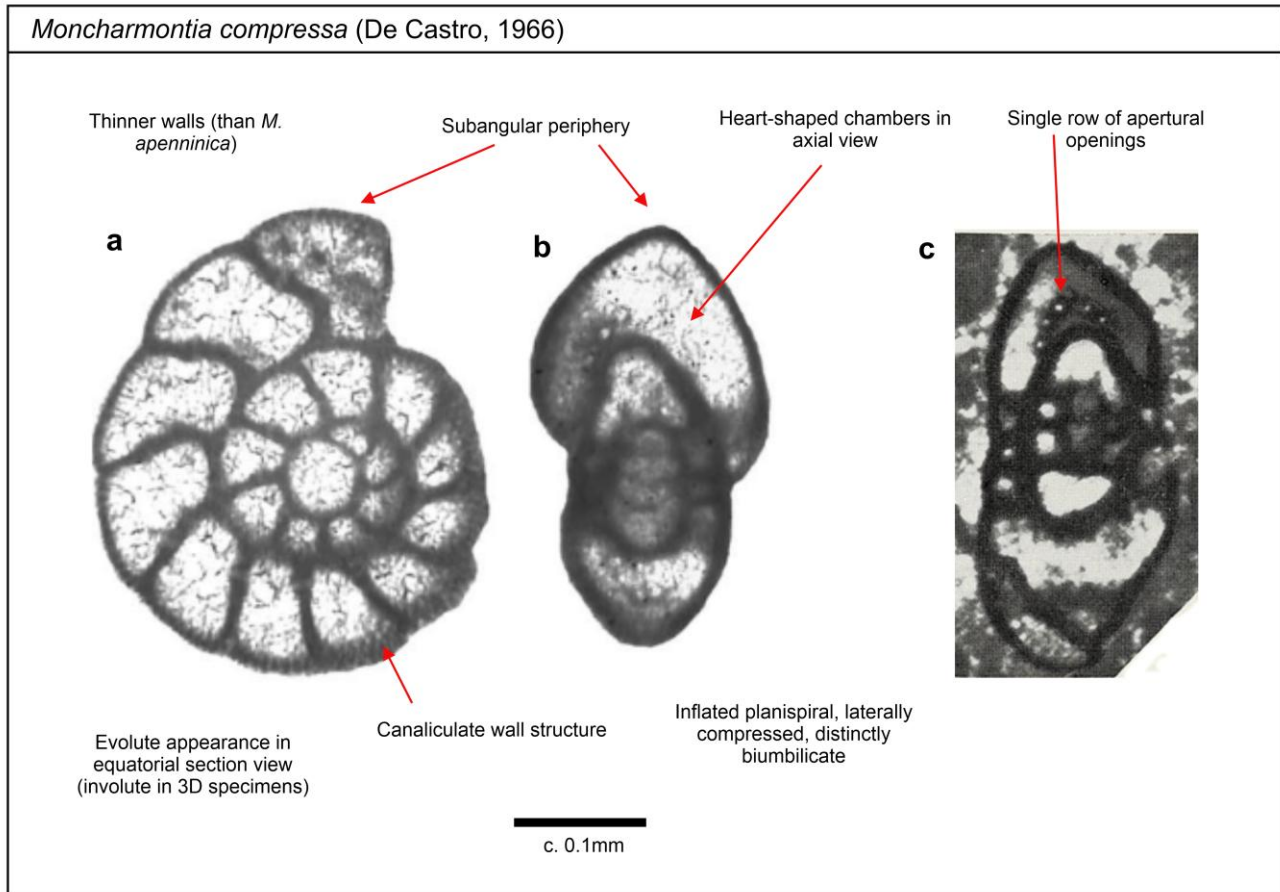 Moncharmontia compressa (De Castro, 1966)
Thinner walls (than M.
apenninica)
Subangular periphery
Heart-shaped chambers in
axial view
Single row of apertural
openings
a
b
c
Canaliculate wall structure
Inflated planispiral, laterally
compressed, distinctly
biumbilicate
Evolute appearance in
equatorial section view
(involute in 3D specimens)
c. 0.1mm